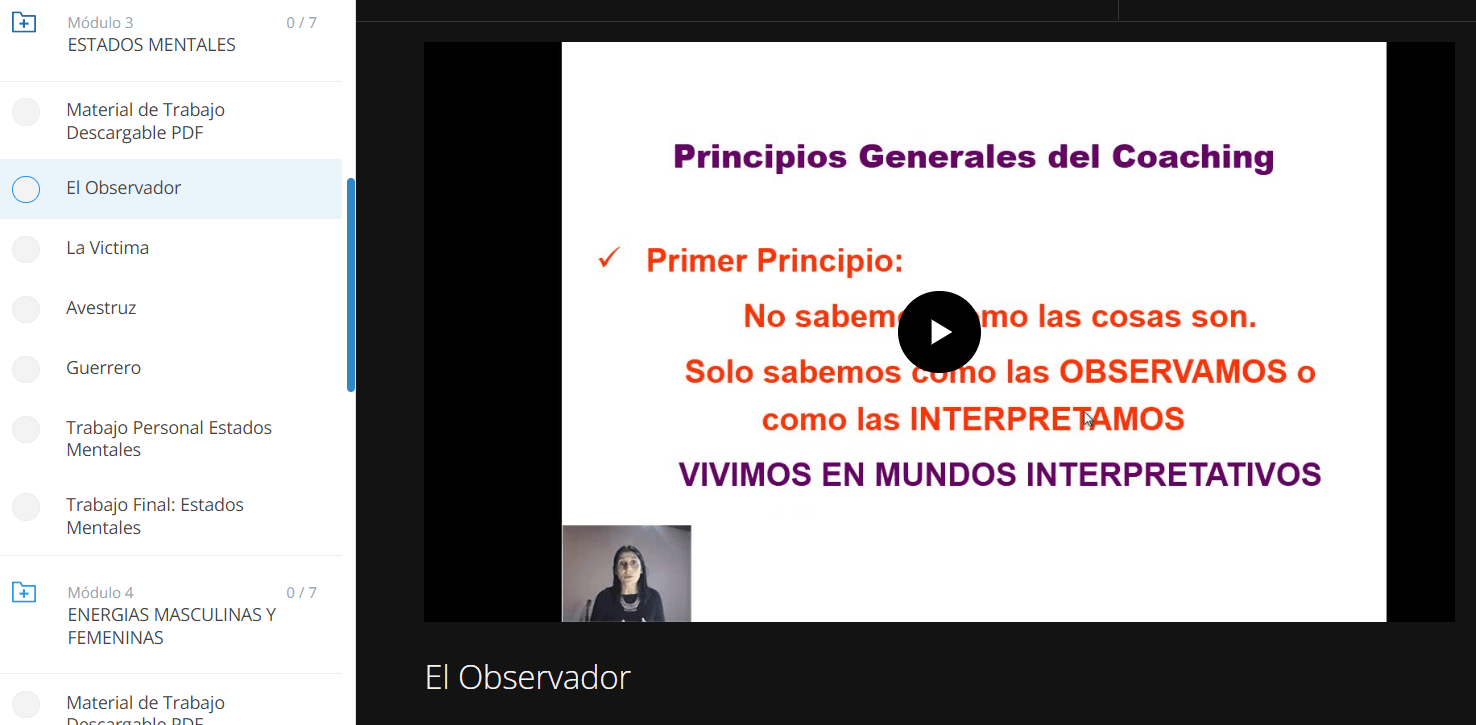 Módulo 3
0 / 7
ESTADOS MENTALES
Material de Trabajo
Descargable PDF
El Observador
La Victima
Avestruz
Guerrero
Trabajo Personal Estados
Mentales
Trabajo Final: Estados
Mentales
Módulo 4
0 / 7
ENERGIAS MASCULINAS Y
FEMENINAS
Material de Trabajo
Descargable PDF
Principios Generales del Coaching
✓ Primer Principio:
No sabemos como las cosas son.
Solo sabemos como las OBSERVAMOS o
como las INTERPRETAMOS
VIVIMOS EN MUNDOS INTERPRETATIVOS
El Observador